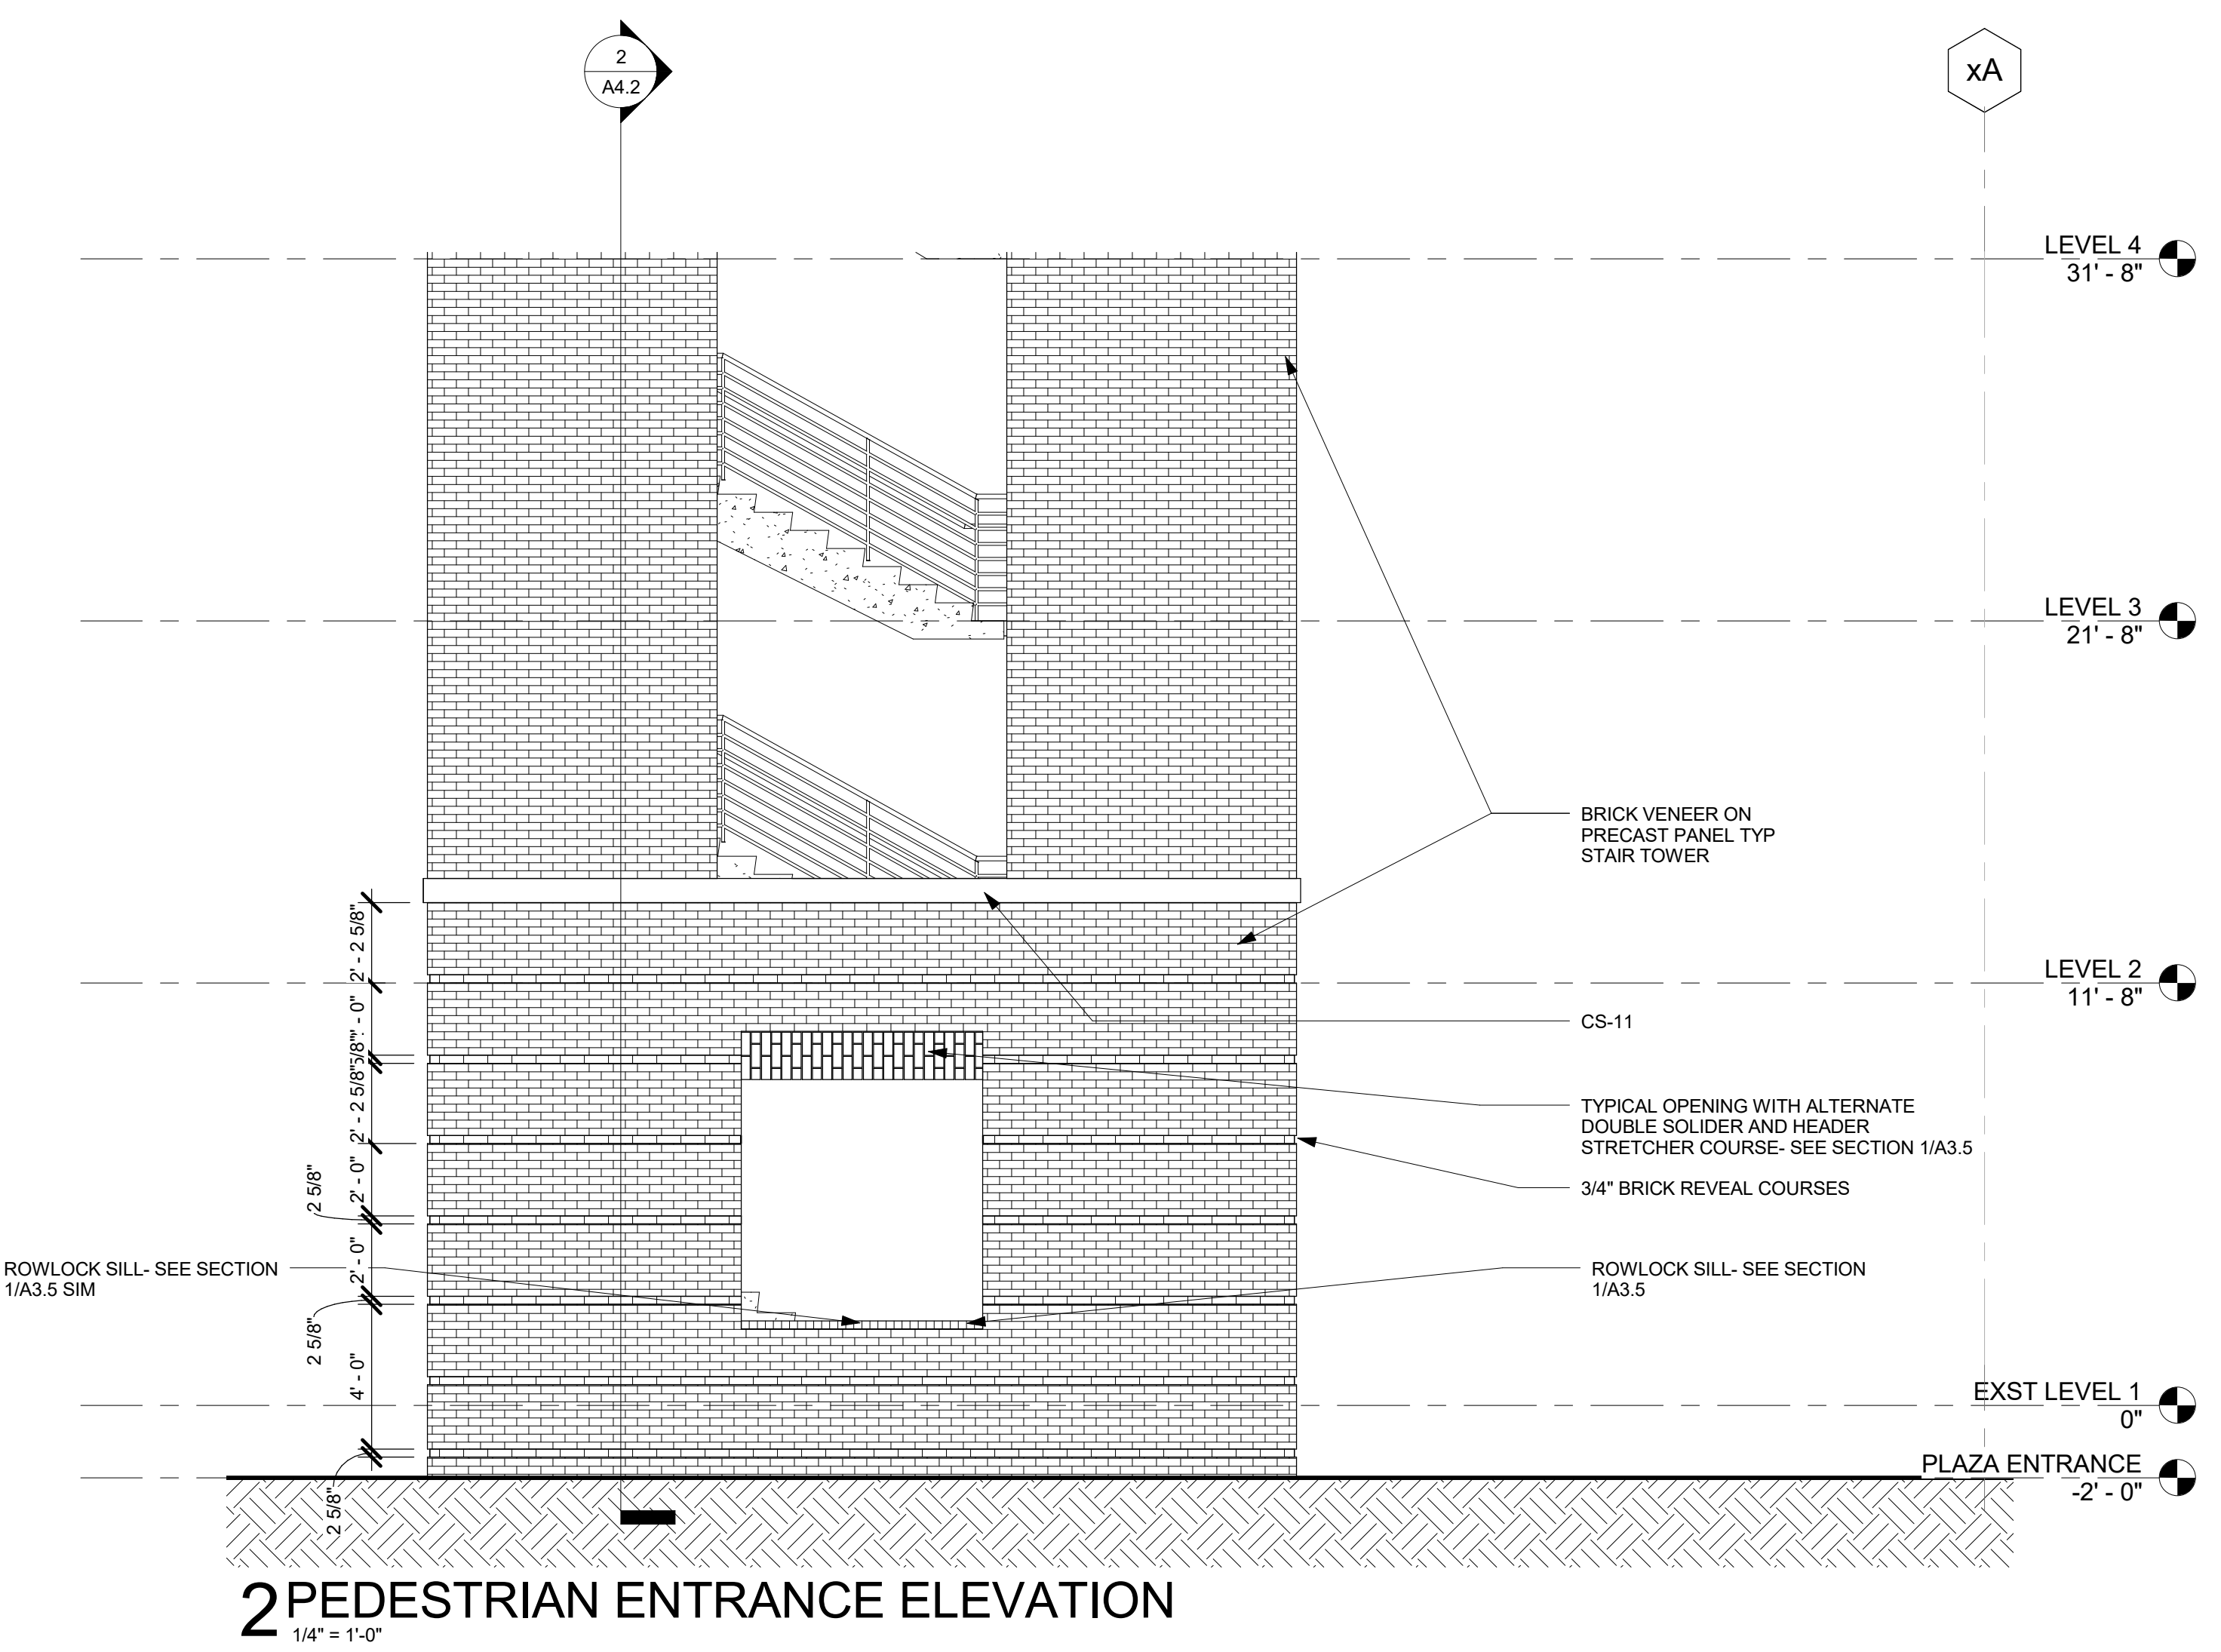 2
A4.2
xA
LEVEL 4
31' - 8"
LEVEL 3
21' - 8"
BRICK VENEER ON
PRECAST PANEL TYP
STAIR TOWER
2' - 2 5/8"
LEVEL 2
11' - 8"
CS-11
- 0"
5/8"
2' - 2 5/8"
TYPICAL OPENING WITH ALTERNATE
DOUBLE SOLIDER AND HEADER
STRETCHER COURSE- SEE SECTION 1/A3.5
2' - 0"
2 5/8"
3/4" BRICK REVEAL COURSES
2' - 0"
ROWLOCK SILL- SEE SECTION
1/A3.5 SIM
ROWLOCK SILL- SEE SECTION
1/A3.5
2 5/8"
4' - 0"
EXST LEVEL 1
0"
PLAZA ENTRANCE
-2' - 0"
2 5/8"
2 PEDESTRIAN ENTRANCE ELEVATION
1/4" = 1'-0"